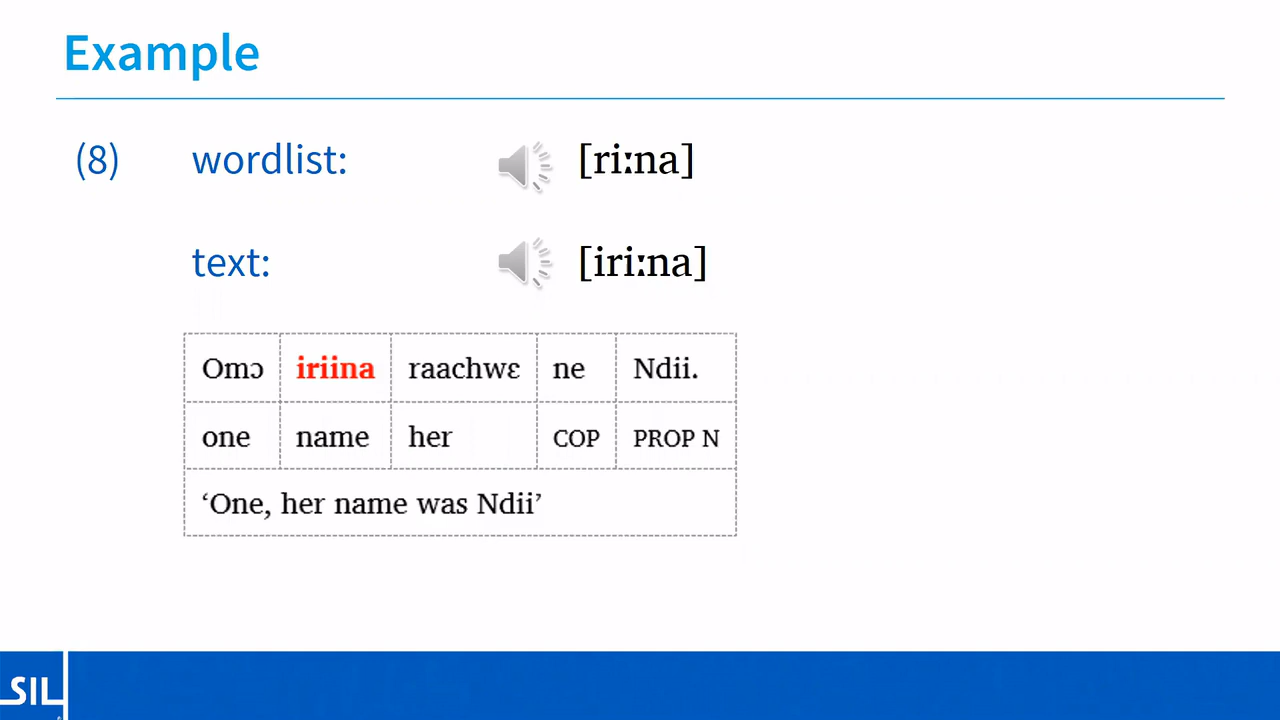 Example
(8) wordlist: [riːna]
text: [iriːna]
Omɔ iriina raachwɛ ne Ndii.
one name her COP PROP N
‘One, her name was Ndii’
SIL